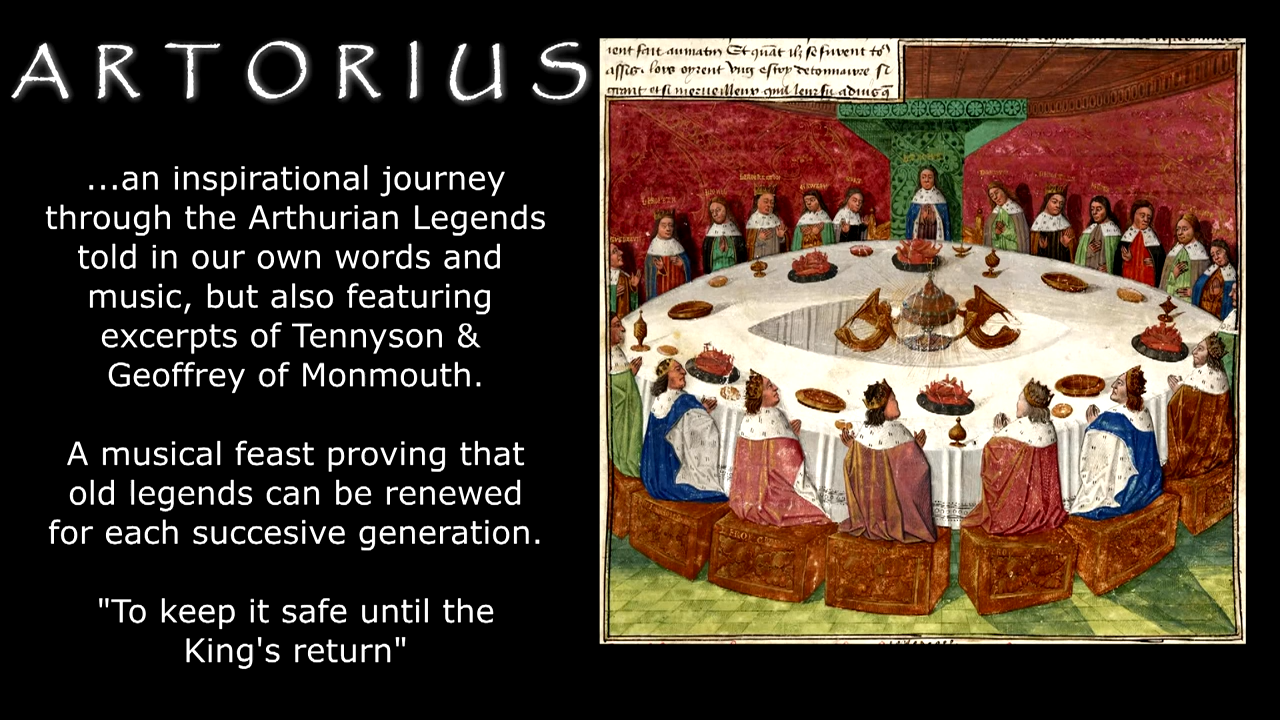 ARTORIUS
...an inspirational journey
through the Arthurian Legends
told in our own words and
music, but also featuring
excerpts of Tennyson &
Geoffrey of Monmouth.
A musical feast proving that
old legends can be renewed
for each succesive generation.
"To keep it safe until the
King's return"